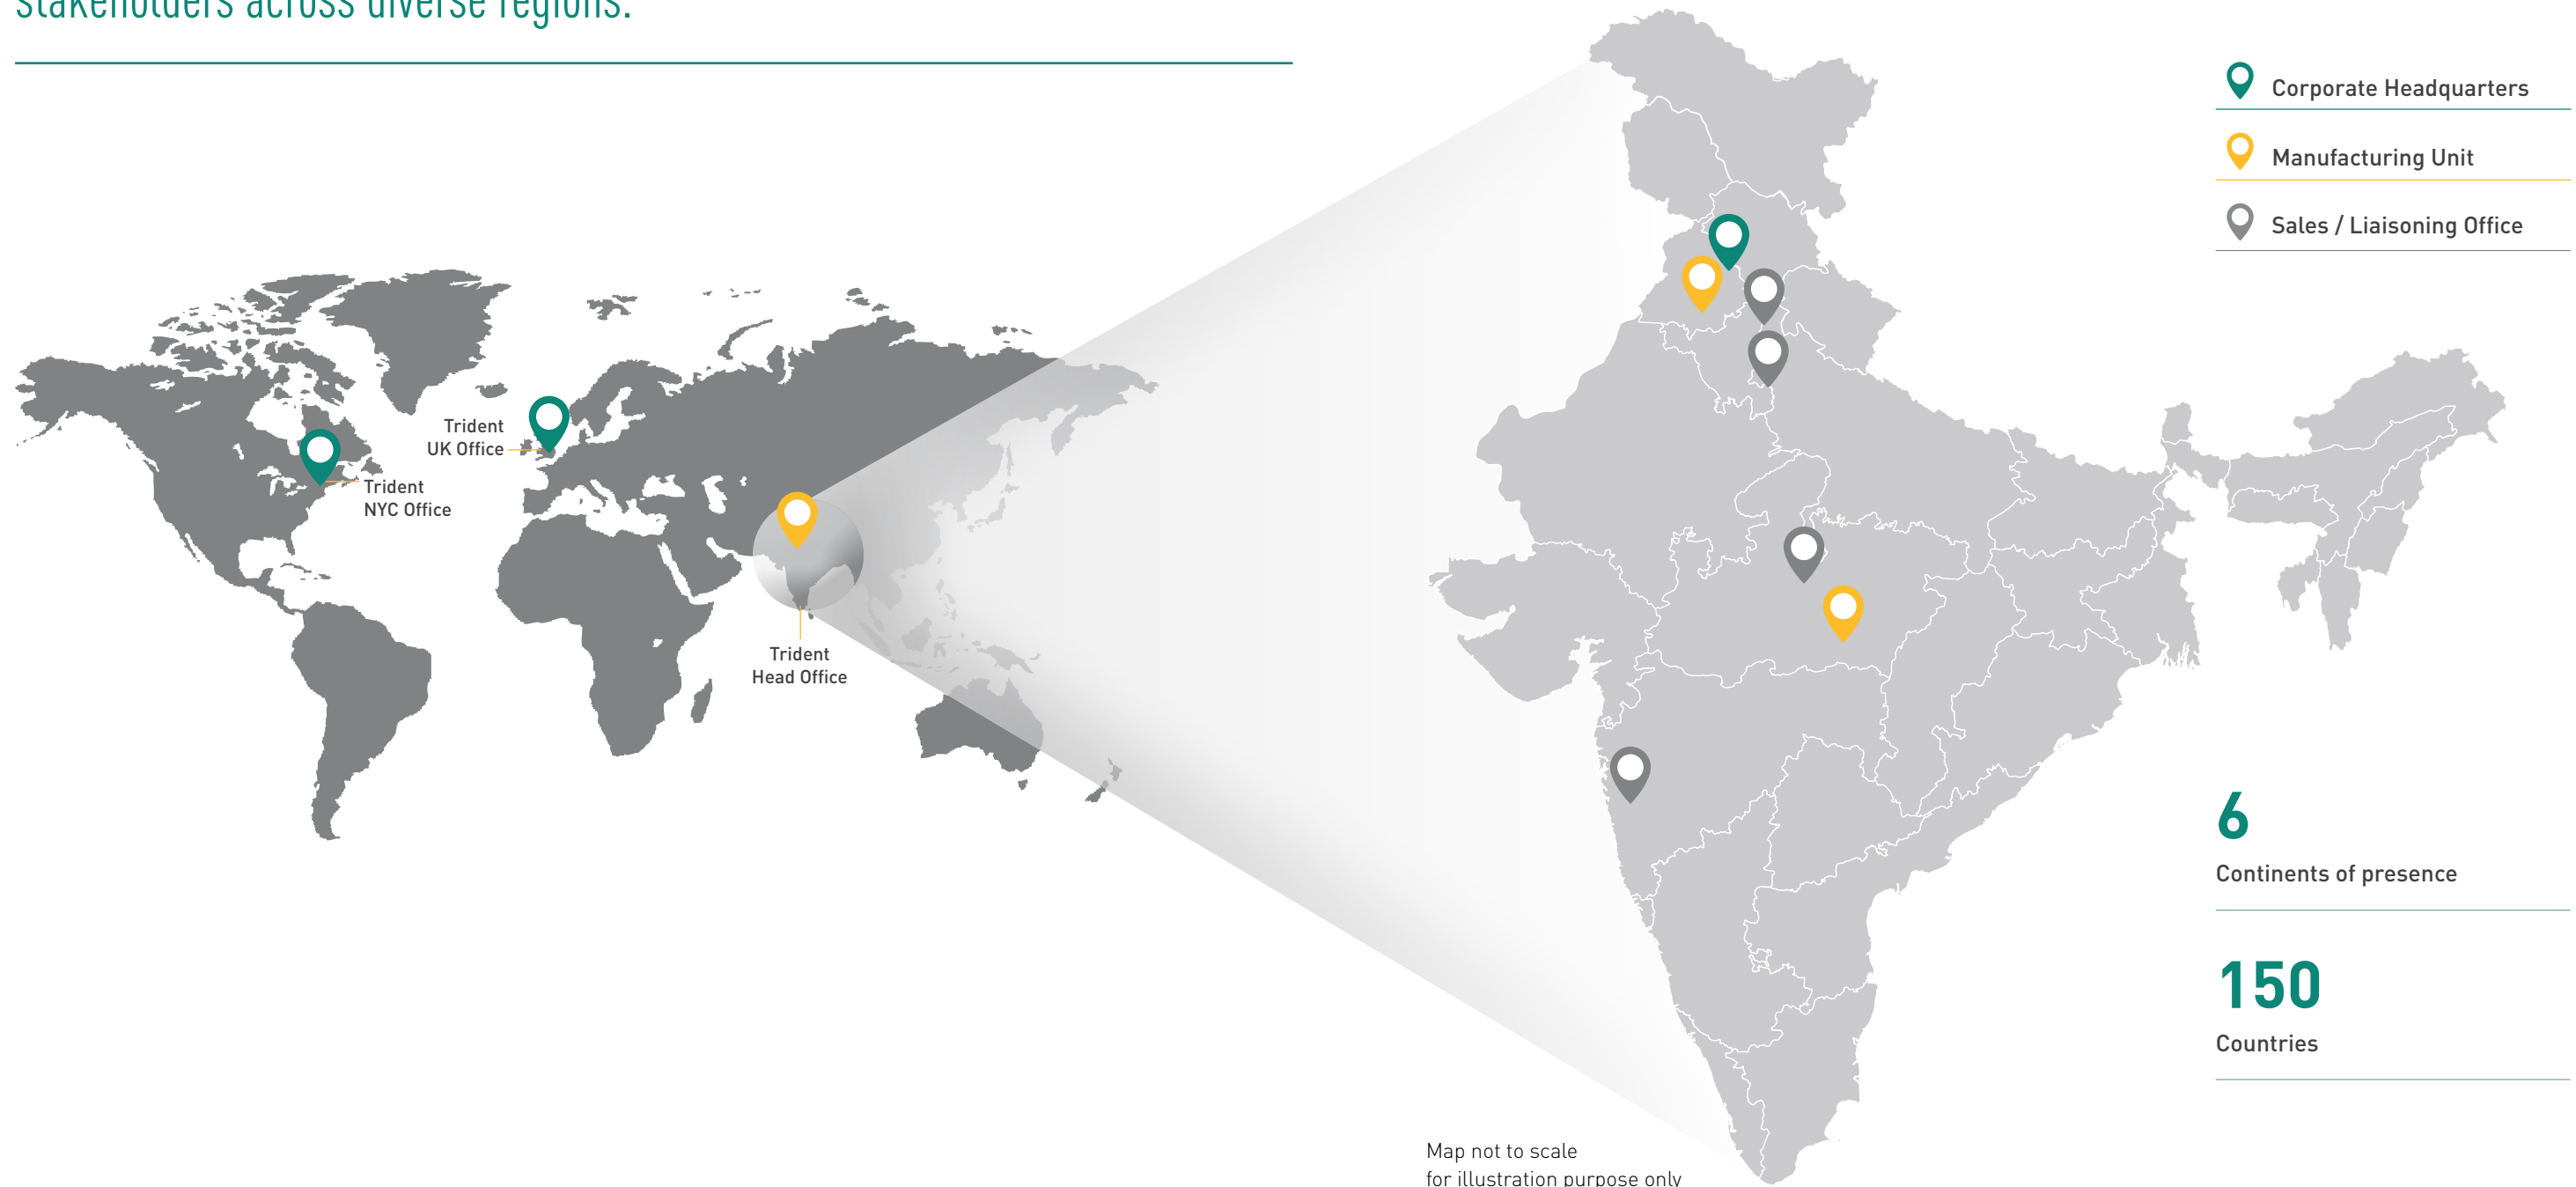 stakeholders across diverse regions.
Trident
UK Office
Trident
NYC Office
Trident
Head Office
Corporate Headquarters
Manufacturing Unit
Sales / Liaisoning Office
6
Continents of presence
150
Countries
Map not to scale
for illustration purpose only